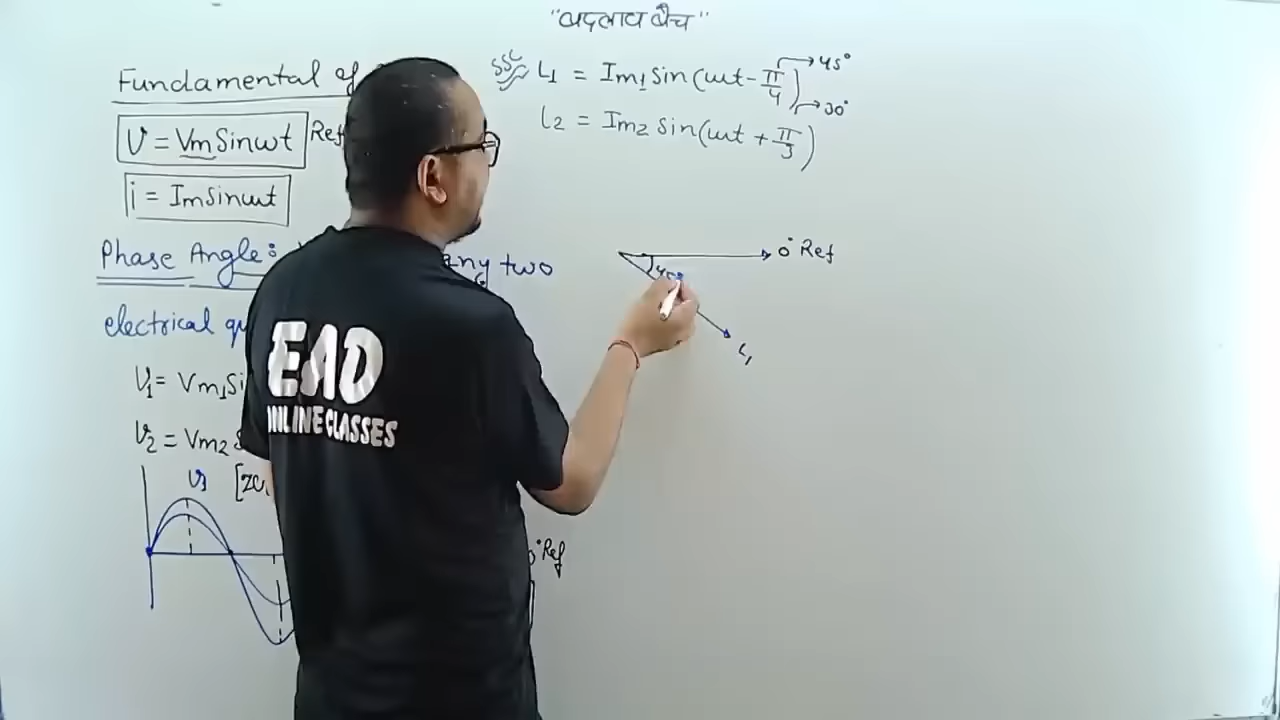 "बदलाव बैच"
Fundamental of
V = Vm Sinωt Ref
i = Im Sinωt
Phase Angle: any two
electrical
V1 = Vm1 Si
V2 = Vm2 S
V1
0° Ref
SSC i1 = Im1 Sin(ωt - π/4) → 45°
→ 30°
i2 = Im2 Sin(ωt + π/3)
0° Ref
45°
i1
EAD
ONLINE CLASSES